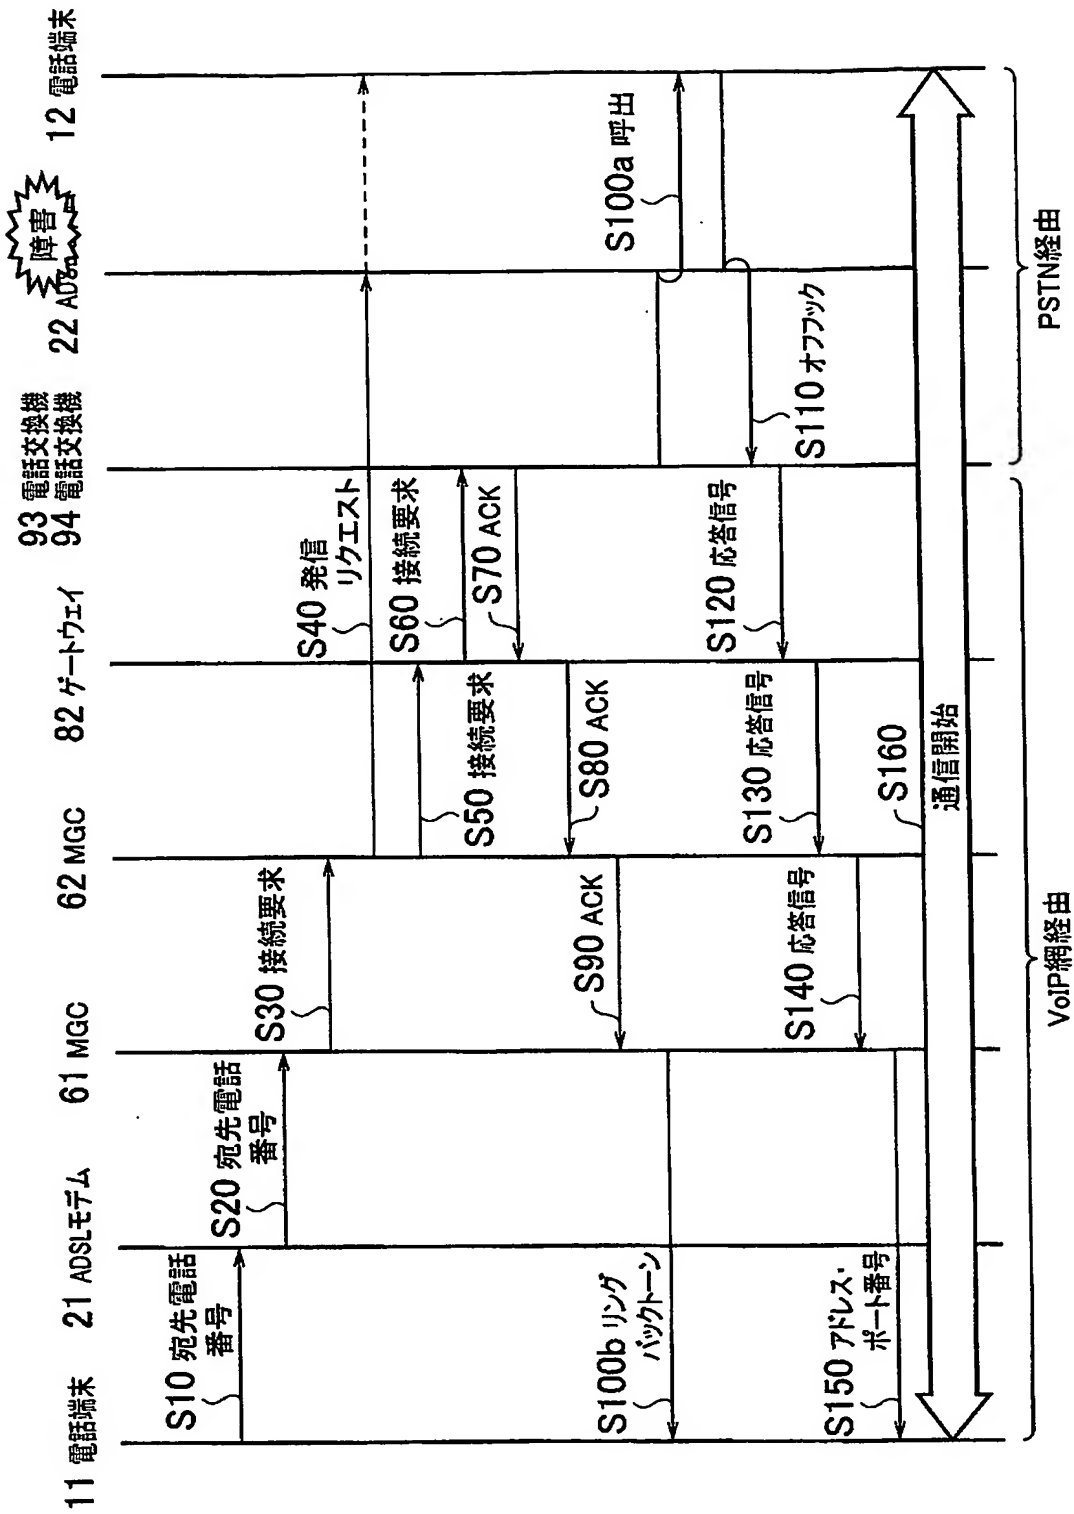 11 電話端末
21 ADSLモデム
61 MGC
62 MGC
82 ゲートウェイ
93 電話交換機
94 電話交換機
22
障害
12 電話端末
S10 宛先電話
番号
S20 宛先電話
番号
S30 接続要求
S40 発信
リクエスト
S50 接続要求
S60 接続要求
S70 ACK
S80 ACK
S90 ACK
S100a 呼出
S100b リング
バックトーン
S110 オフフック
S120 応答信号
S130 応答信号
S140 応答信号
S150 アドレス・
ポート番号
S160
通信開始
VoIP網経由
PSTN経由